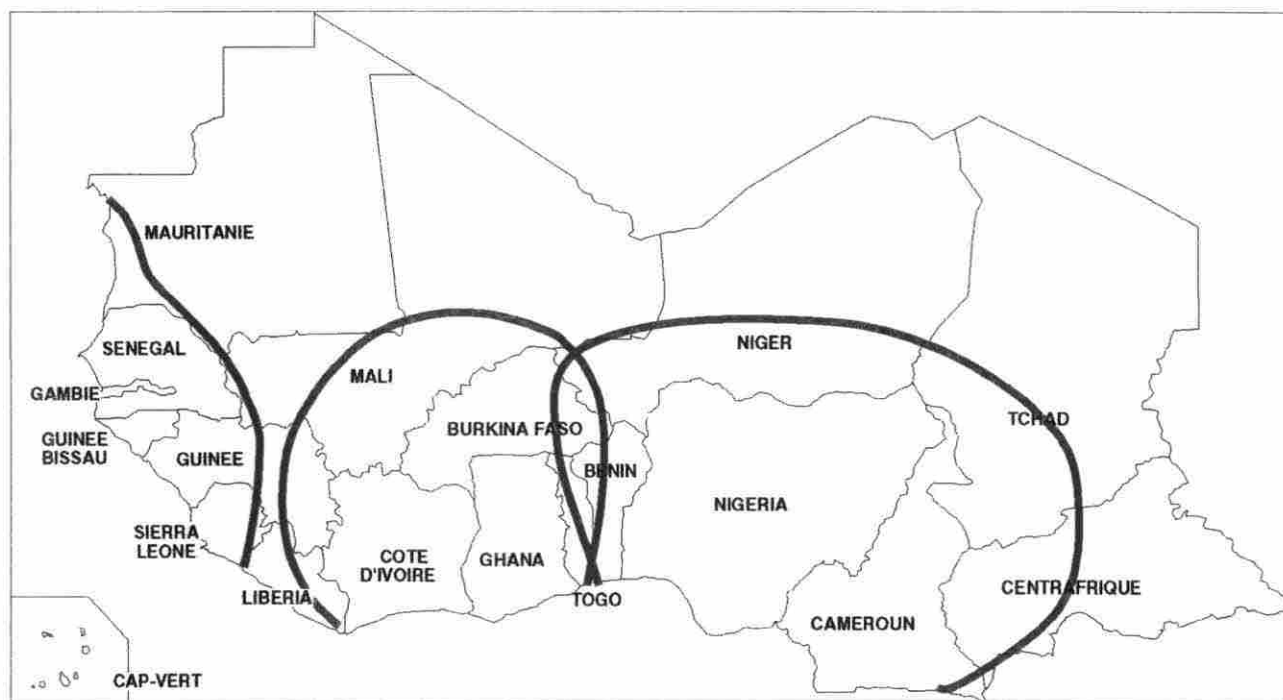 MAURITANIE
SENEGAL
GAMBIE
GUINEE
BISSAU
GUINEE
SIERRA
LEONE
LIBERIA
MALI
BURKINA FASO
COTE
D'IVOIRE
GHANA
TOGO
BENIN
NIGER
NIGERIA
TCHAD
CENTRAFRIQUE
CAMEROUN
CAP-VERT